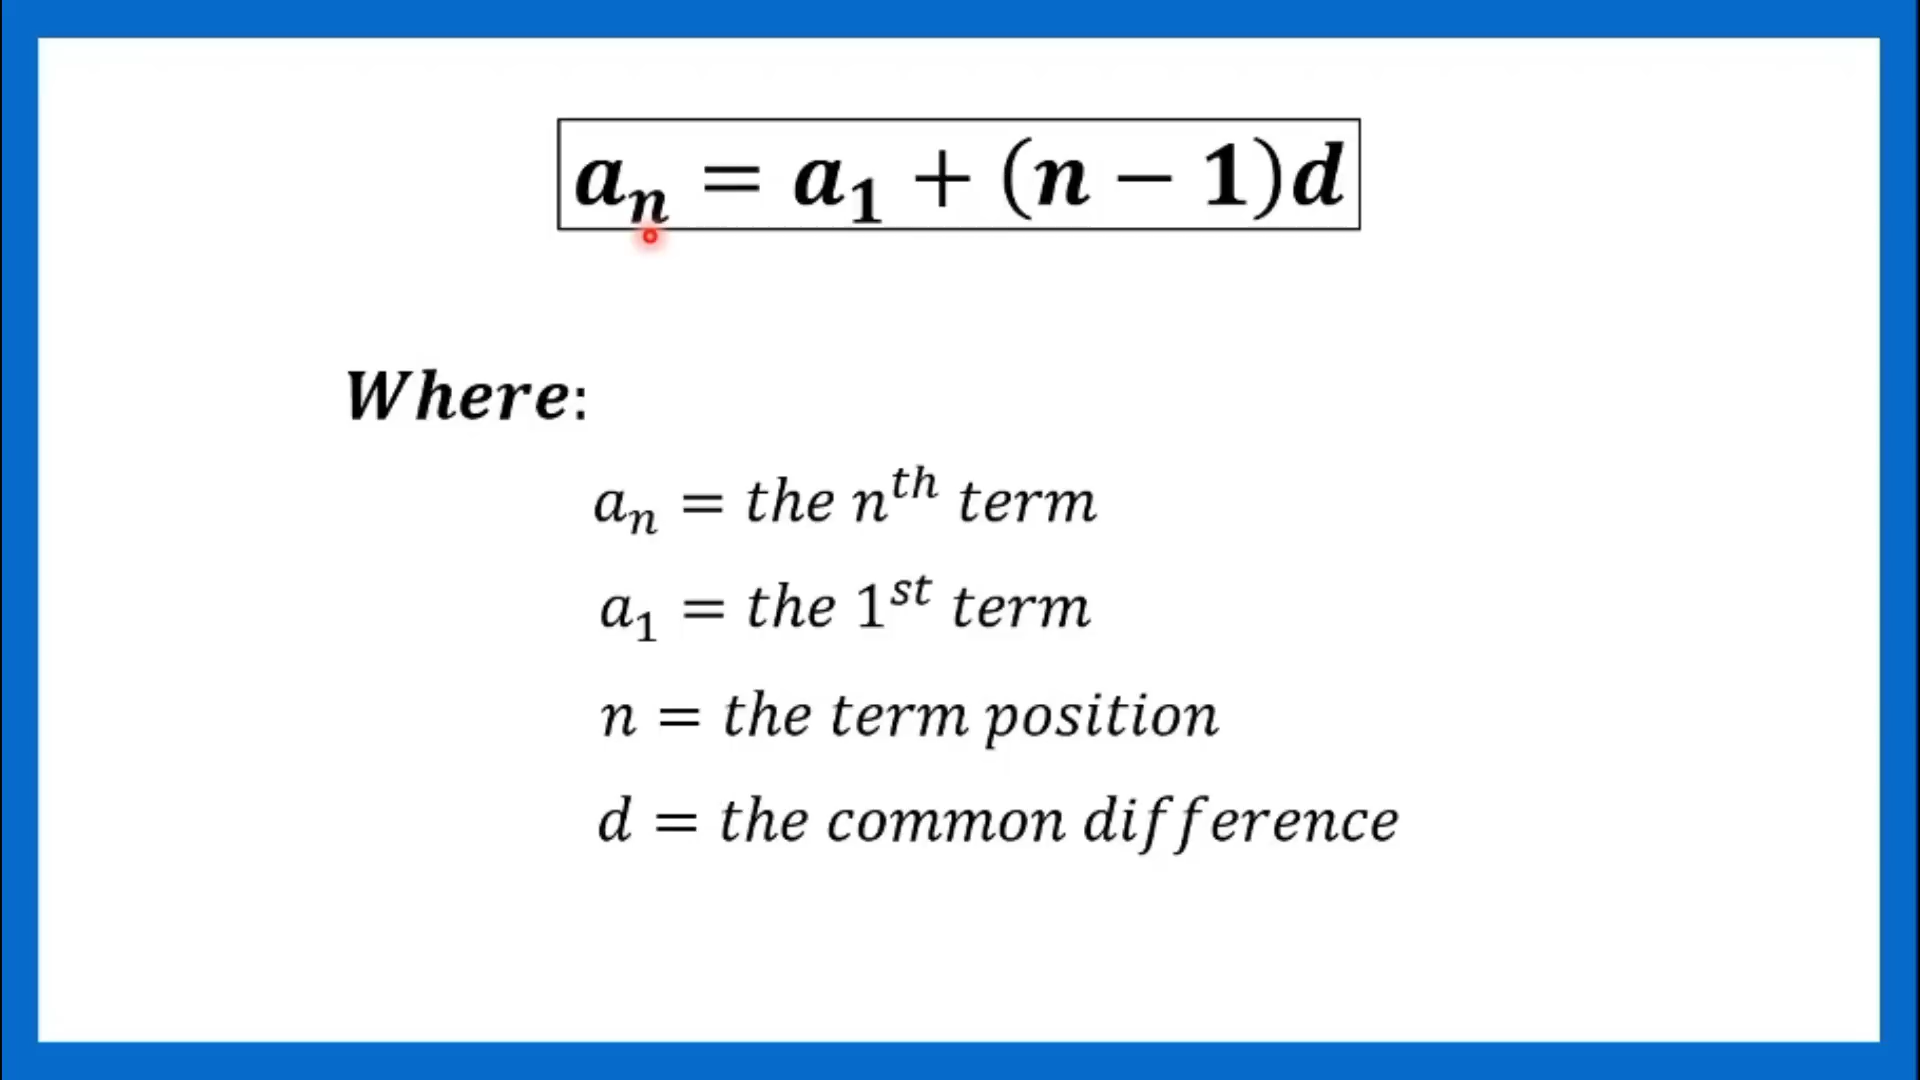 aₙ = a₁ + (n − 1)d
Where:
aₙ = the nᵗʰ term
a₁ = the 1ˢᵗ term
n = the term position
d = the common difference